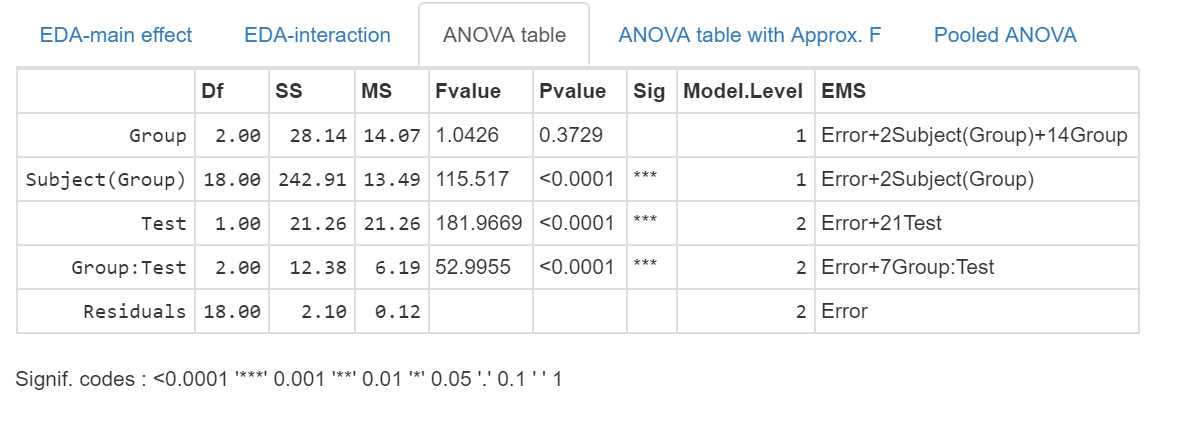 EDA-main effect EDA-interaction ANOVA table ANOVA table with Approx. F Pooled ANOVA
Df SS MS Fvalue Pvalue Sig Model.Level EMS
Group 2.00 28.14 14.07 1.0426 0.3729 1 Error+2Subject(Group)+14Group
Subject(Group) 18.00 242.91 13.49 115.517 <0.0001 *** 1 Error+2Subject(Group)
Test 1.00 21.26 21.26 181.9669 <0.0001 *** 2 Error+21Test
Group:Test 2.00 12.38 6.19 52.9955 <0.0001 *** 2 Error+7Group:Test
Residuals 18.00 2.10 0.12 2 Error
Signif. codes : <0.0001 '***' 0.001 '**' 0.01 '*' 0.05 '.' 0.1 ' ' 1